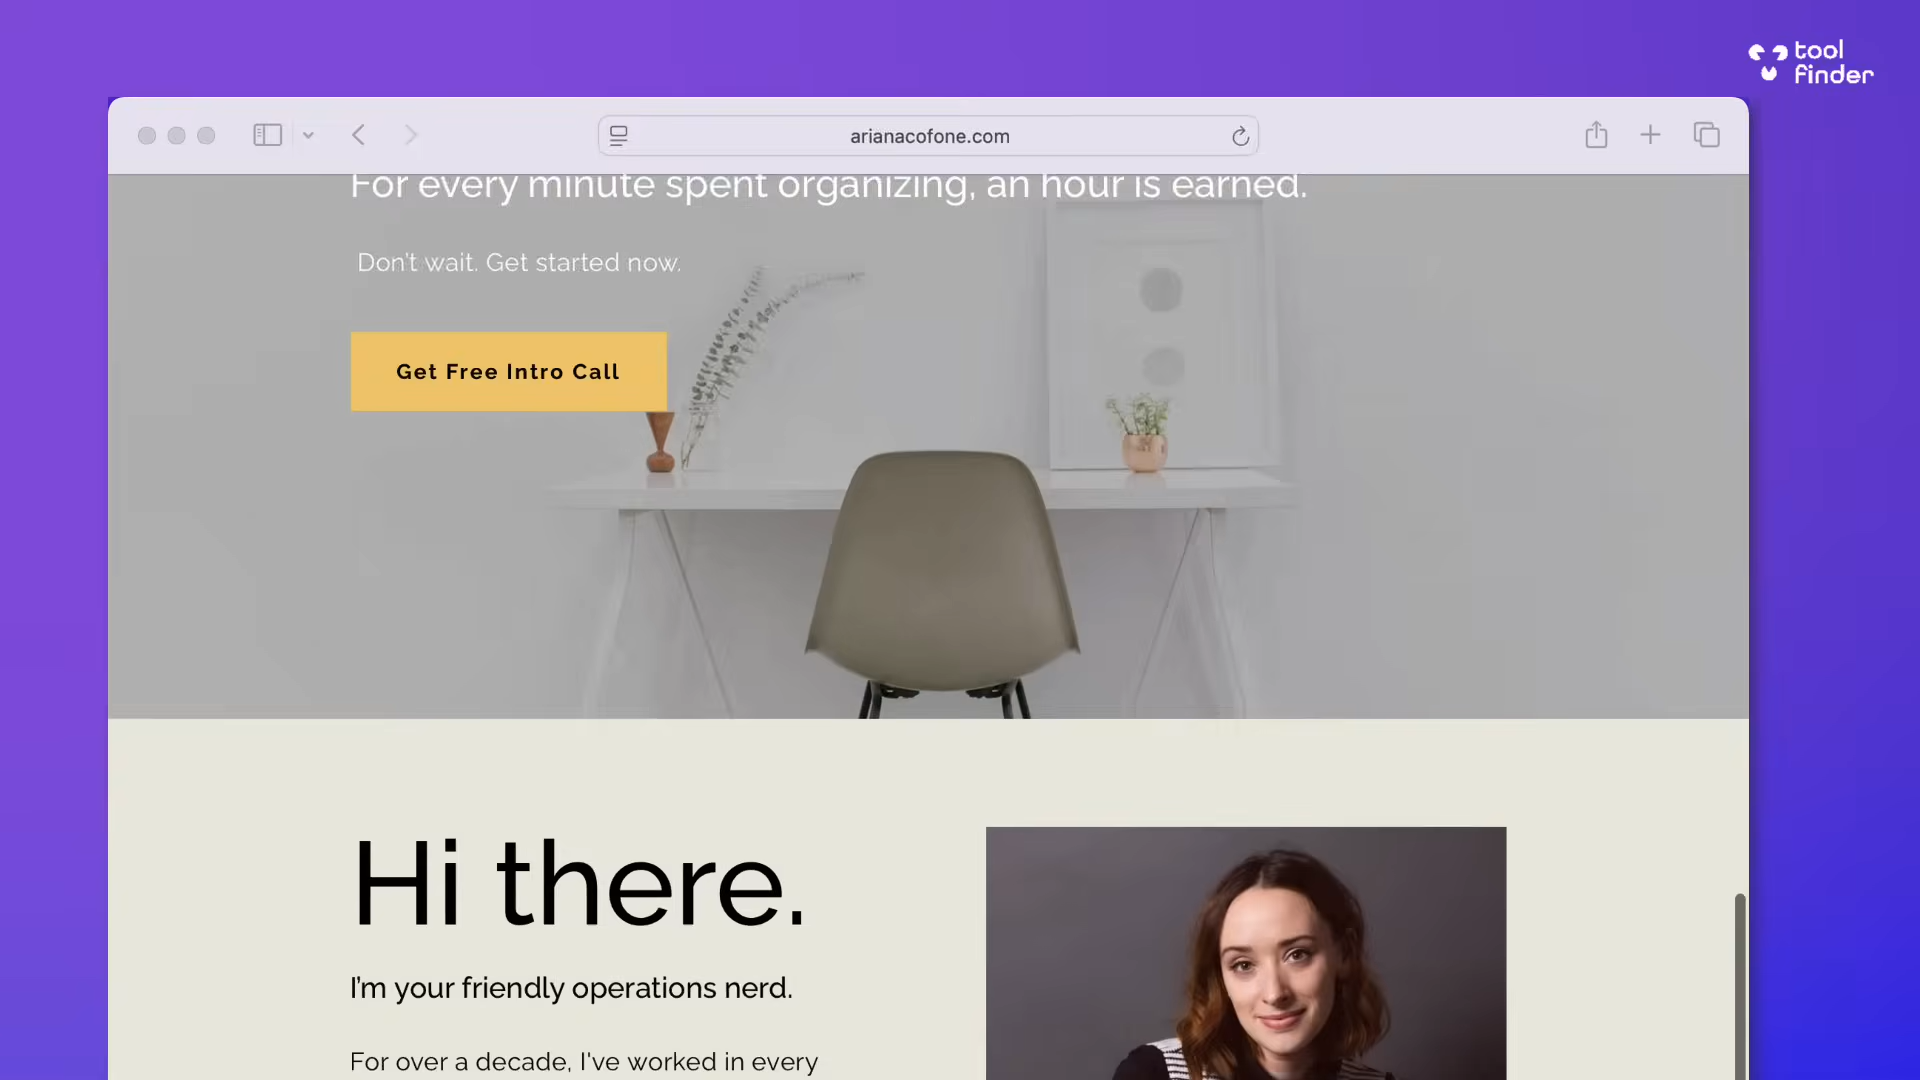 tool
finder
arianacofone.com
For every minute spent organizing, an hour is earned.
Don't wait. Get started now.
Get Free Intro Call
Hi there.
I'm your friendly operations nerd.
For over a decade, I've worked in every